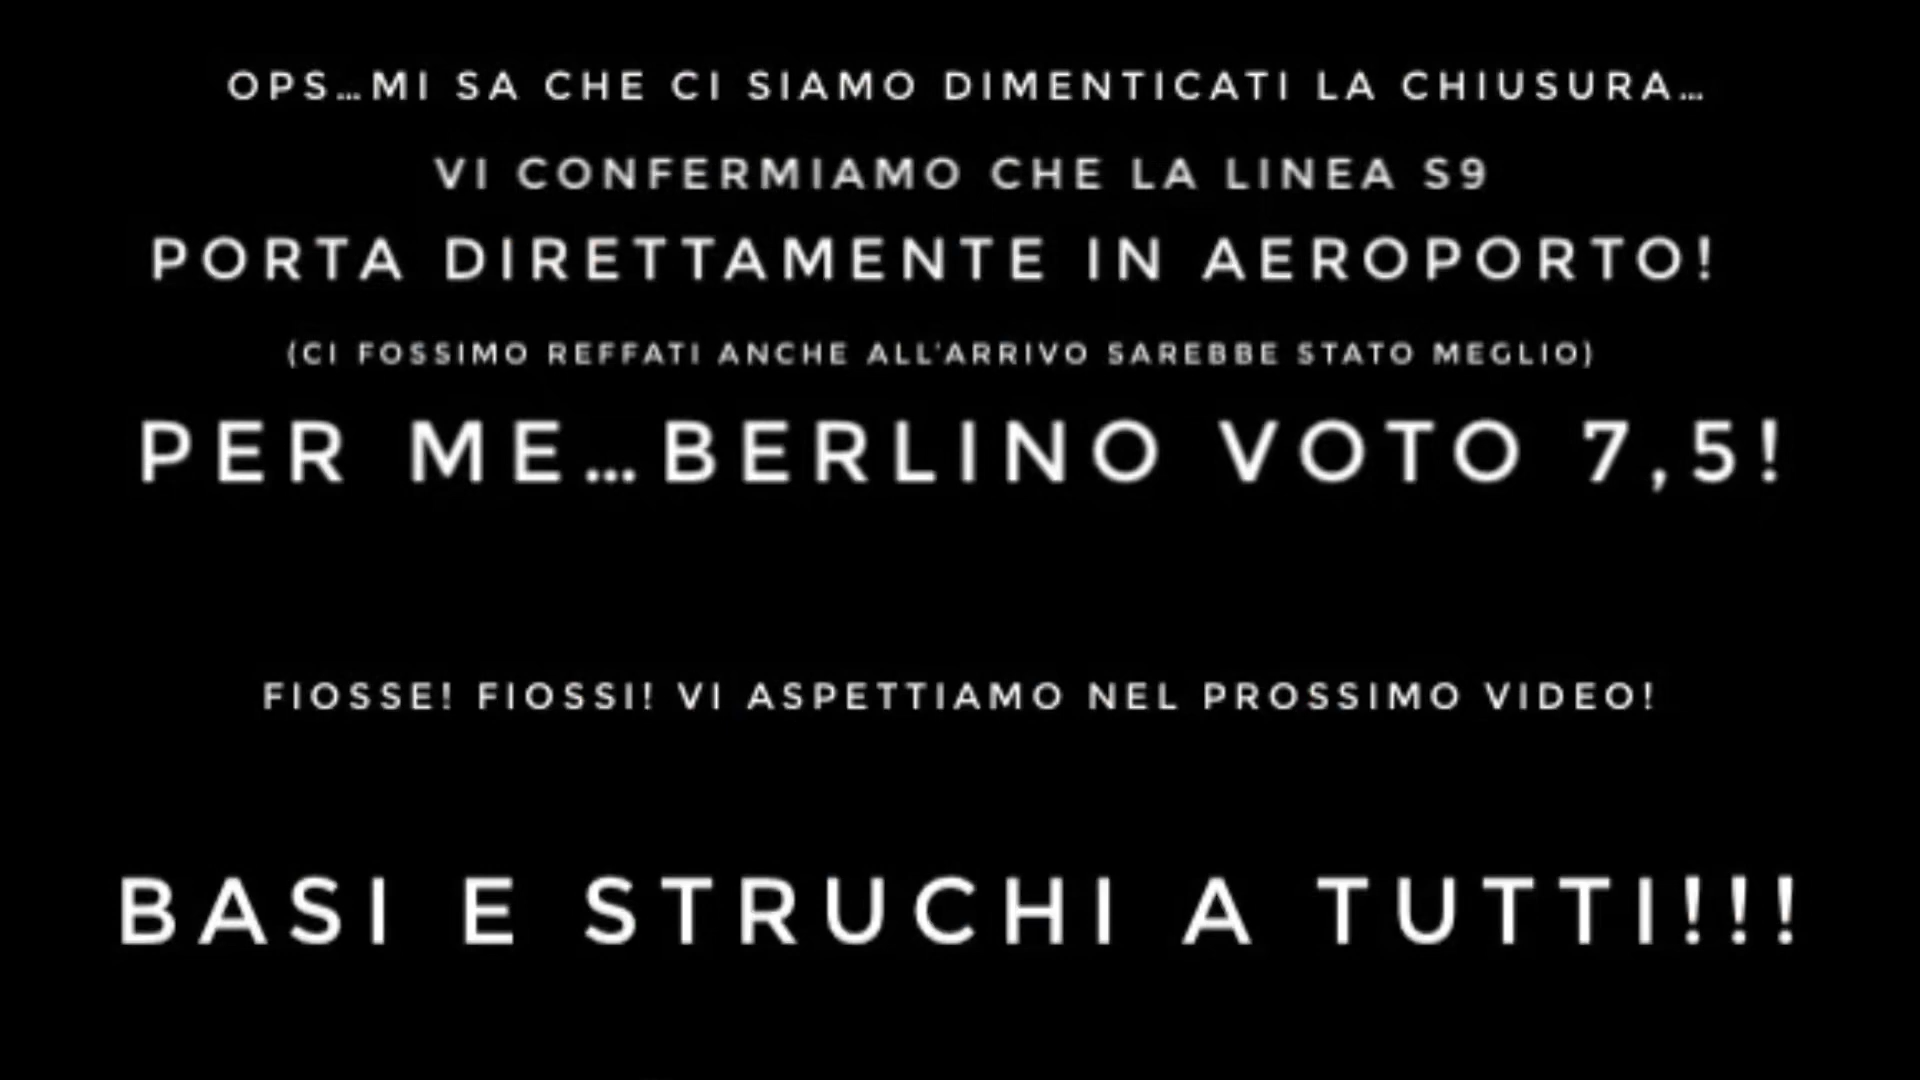 OPS...MI SA CHE CI SIAMO DIMENTICATI LA CHIUSURA...
VI CONFERMIAMO CHE LA LINEA S9
PORTA DIRETTAMENTE IN AEROPORTO!
(CI FOSSIMO REFFATI ANCHE ALL'ARRIVO SAREBBE STATO MEGLIO)
PER ME...BERLINO VOTO 7,5!
FIOSSE! FIOSSI! VI ASPETTIAMO NEL PROSSIMO VIDEO!
BASI E STRUCHI A TUTTI!!!